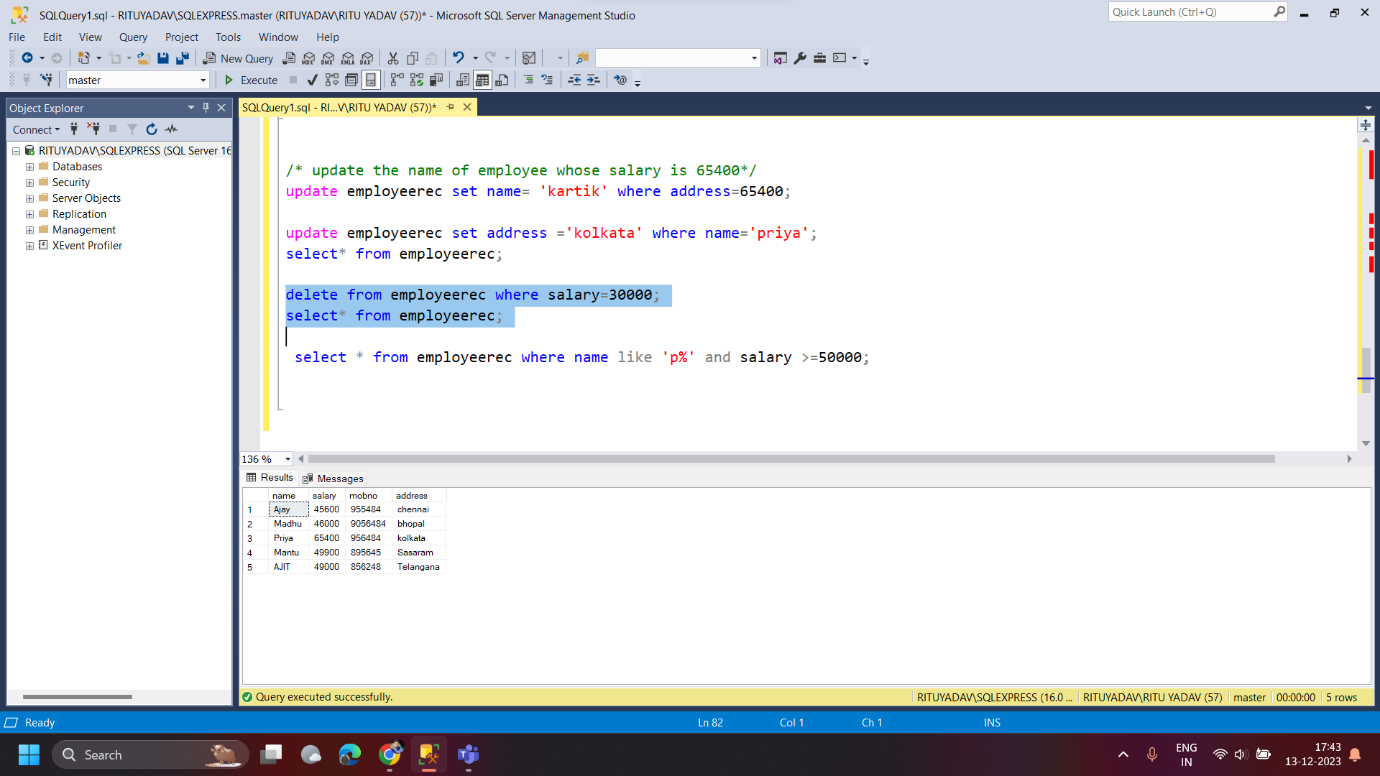 SQLQuery1.sql - RITUYADAV\SQLEXPRESS.master (RITUYADAV\RITU YADAV (57))* - Microsoft SQL Server Management Studio
Quick Launch (Ctrl+Q)
File Edit View Query Project Tools Window Help
New Query
MDX DMX XMLA DAX
master
Execute
Object Explorer
SQLQuery1.sql - RI...V\RITU YADAV (57))*
Connect
RITUYADAV\SQLEXPRESS (SQL Server 16
Databases
Security
Server Objects
Replication
Management
XEvent Profiler
/* update the name of employee whose salary is 65400*/
update employeerec set name= 'kartik' where address=65400;
update employeerec set address ='kolkata' where name='priya';
select* from employeerec;
delete from employeerec where salary=30000;
select* from employeerec;
select * from employeerec where name like 'p%' and salary >=50000;
136 %
Results Messages
name salary mobno address
1 Ajay 45600 955484 chennai
2 Madhu 46000 9056484 bhopal
3 Priya 65400 956484 kolkata
4 Mantu 49900 895645 Sasaram
5 AJIT 49000 856248 Telangana
Query executed successfully.
RITUYADAV\SQLEXPRESS (16.0 ... RITUYADAV\RITU YADAV (57) master 00:00:00 5 rows
Ready Ln 82 Col 1 Ch 1 INS
Search
ENG
IN
17:43
13-12-2023